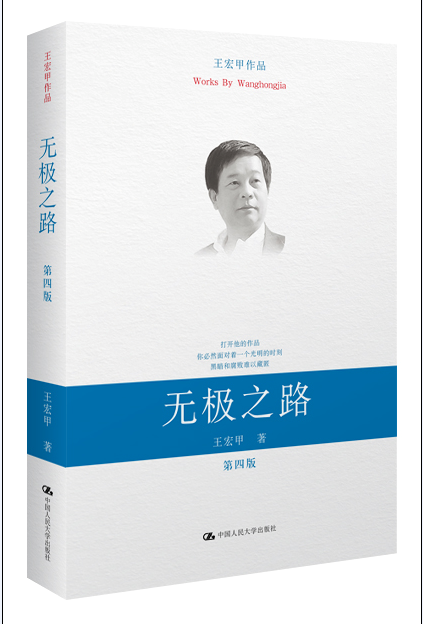 王宏甲作品
无极之路
第四版
王宏甲 著
中国人民大学出版社
王宏甲作品
Works By Wanghongjia
打开他的作品
你必然面对着一个光明的时刻
黑暗和腐败难以藏匿
无极之路
王宏甲 著
第四版
中国人民大学出版社